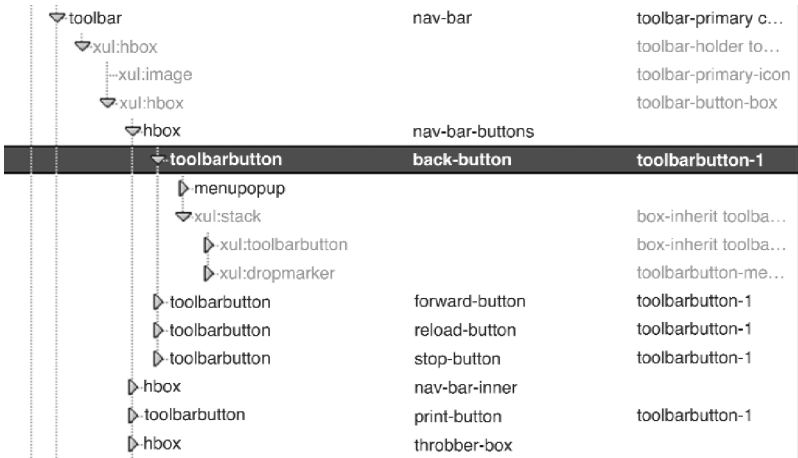 toolbar nav-bar toolbar-primary c...
xul:hbox toolbar-holder to...
xul:image toolbar-primary-icon
xul:hbox toolbar-button-box
hbox nav-bar-buttons
toolbarbutton back-button toolbarbutton-1
menupopup
xul:stack box-inherit toolba...
xul:toolbarbutton box-inherit toolba...
xul:dropmarker toolbarbutton-me...
toolbarbutton forward-button toolbarbutton-1
toolbarbutton reload-button toolbarbutton-1
toolbarbutton stop-button toolbarbutton-1
hbox nav-bar-inner
toolbarbutton print-button toolbarbutton-1
hbox throbber-box